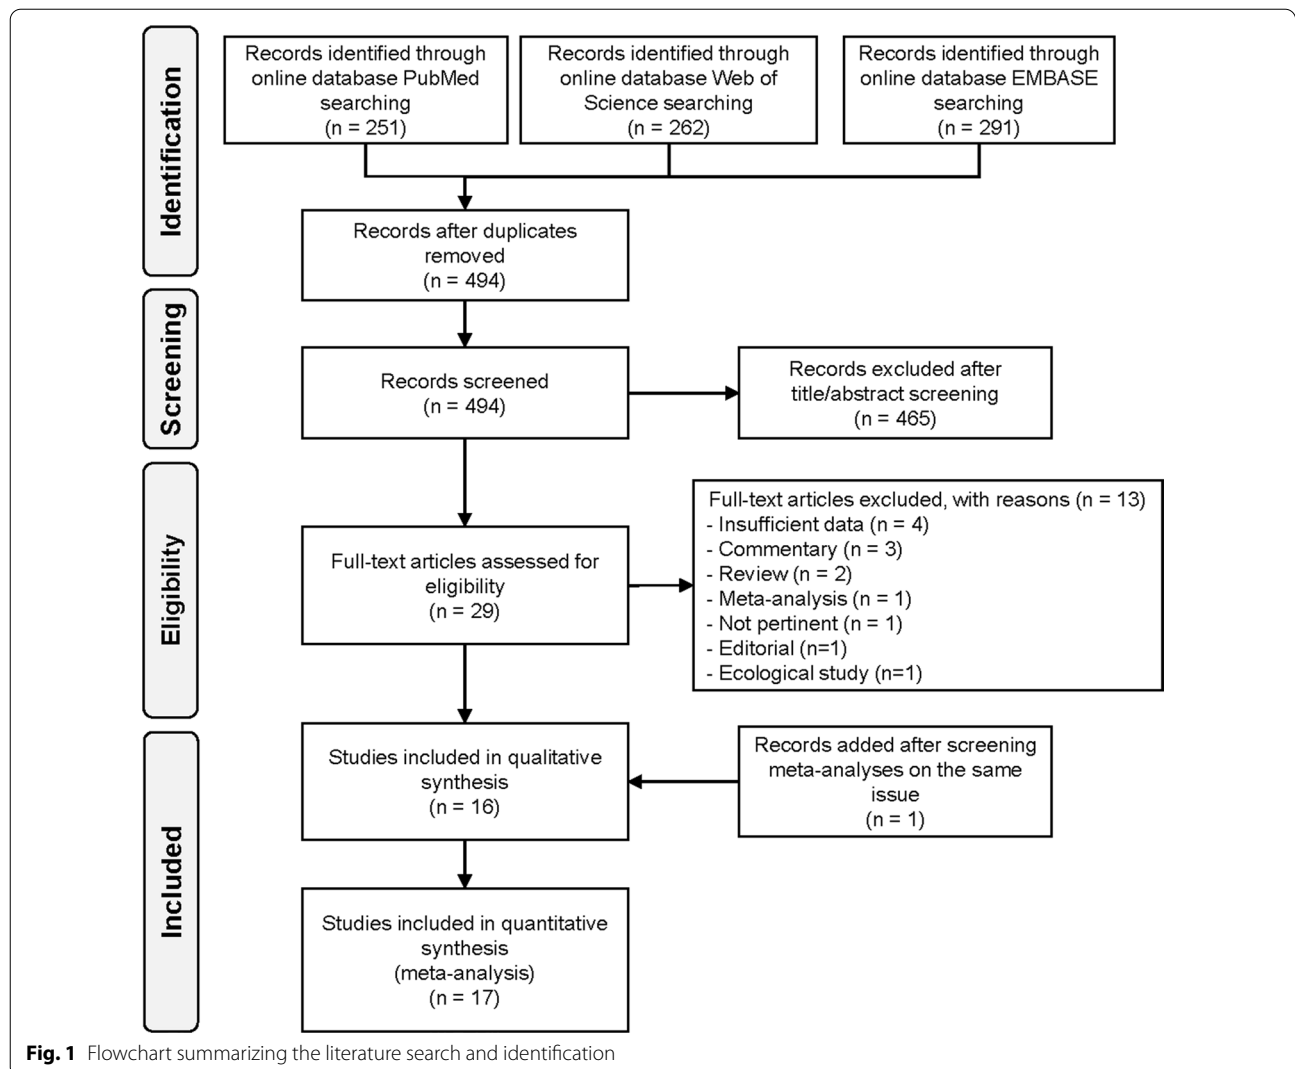 Identification
Records identified through
online database PubMed
searching
(n = 251)
Records identified through
online database Web of
Science searching
(n = 262)
Records identified through
online database EMBASE
searching
(n = 291)
Records after duplicates
removed
(n = 494)
Screening
Records screened
(n = 494)
Records excluded after
title/abstract screening
(n = 465)
Eligibility
Full-text articles assessed for
eligibility
(n = 29)
Full-text articles excluded, with reasons (n = 13)
- Insufficient data (n = 4)
- Commentary (n = 3)
- Review (n = 2)
- Meta-analysis (n = 1)
- Not pertinent (n = 1)
- Editorial (n=1)
- Ecological study (n=1)
Included
Studies included in qualitative
synthesis
(n = 16)
Records added after screening
meta-analyses on the same
issue
(n = 1)
Studies included in quantitative
synthesis
(meta-analysis)
(n = 17)
Fig. 1 Flowchart summarizing the literature search and identification